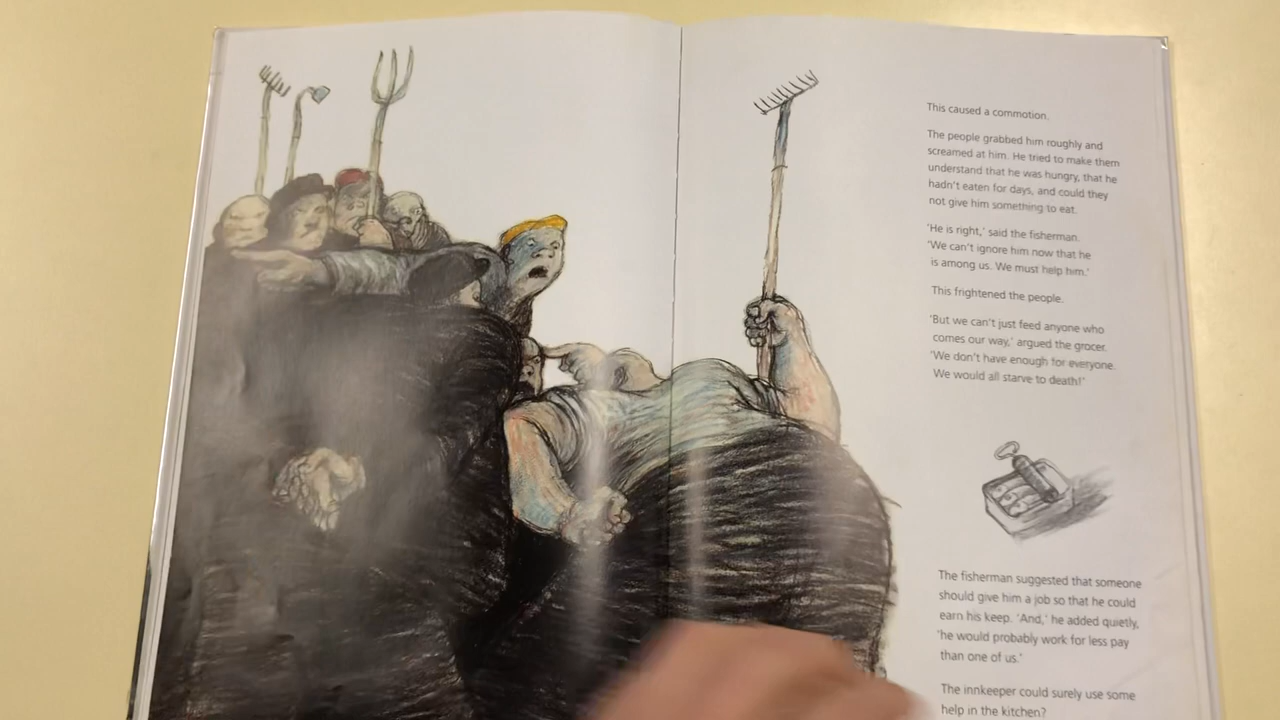 This caused a commotion.
The people grabbed him roughly and
screamed at him. He tried to make them
understand that he was hungry, that he
hadn't eaten for days, and could they
not give him something to eat.
'He is right,' said the fisherman.
'We can't ignore him now that he
is among us. We must help him.'
This frightened the people.
'But we can't just feed anyone who
comes our way,' argued the grocer.
'We don't have enough for everyone.
We would all starve to death!'
The fisherman suggested that someone
should give him a job so that he could
earn his keep. 'And,' he added quietly,
'he would probably work for less pay
than one of us.'
The innkeeper could surely use some
help in the kitchen?